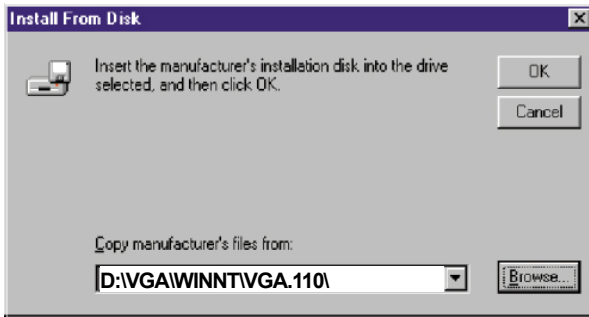 Install From Disk
Insert the manufacturer's installation disk into the drive
selected, and then click OK.
OK
Cancel
Copy manufacturer's files from:
D:\VGA\WINNT\VGA.110\
Browse...